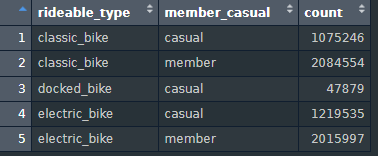 rideable_type member_casual count
1 classic_bike casual 1075246
2 classic_bike member 2084554
3 docked_bike casual 47879
4 electric_bike casual 1219535
5 electric_bike member 2015997